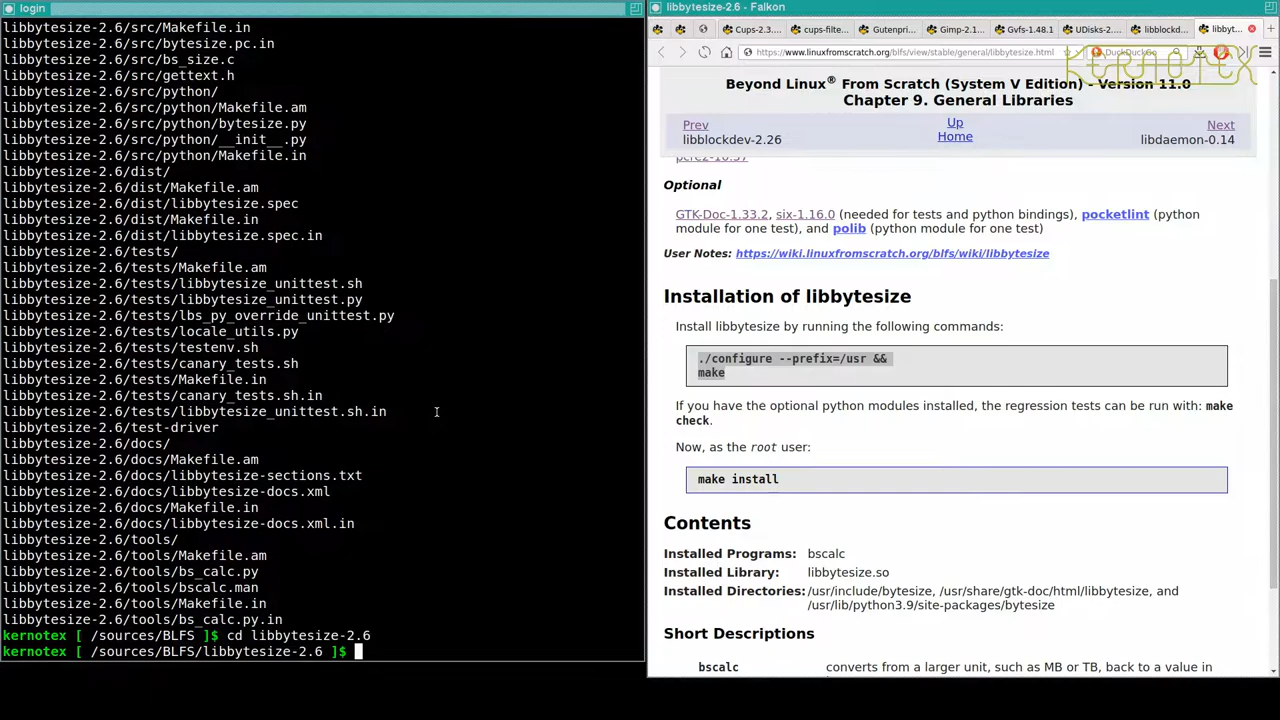 login
libbytesize-2.6/src/Makefile.in
libbytesize-2.6/src/bytesize.pc.in
libbytesize-2.6/src/bs_size.c
libbytesize-2.6/src/gettext.h
libbytesize-2.6/src/python/
libbytesize-2.6/src/python/Makefile.am
libbytesize-2.6/src/python/bytesize.py
libbytesize-2.6/src/python/__init__.py
libbytesize-2.6/src/python/Makefile.in
libbytesize-2.6/dist/
libbytesize-2.6/dist/Makefile.am
libbytesize-2.6/dist/libbytesize.spec
libbytesize-2.6/dist/Makefile.in
libbytesize-2.6/dist/libbytesize.spec.in
libbytesize-2.6/tests/
libbytesize-2.6/tests/Makefile.am
libbytesize-2.6/tests/libbytesize_unittest.sh
libbytesize-2.6/tests/libbytesize_unittest.py
libbytesize-2.6/tests/lbs_py_override_unittest.py
libbytesize-2.6/tests/locale_utils.py
libbytesize-2.6/tests/testenv.sh
libbytesize-2.6/tests/canary_tests.sh
libbytesize-2.6/tests/Makefile.in
libbytesize-2.6/tests/canary_tests.sh.in
libbytesize-2.6/tests/libbytesize_unittest.sh.in
libbytesize-2.6/test-driver
libbytesize-2.6/docs/
libbytesize-2.6/docs/Makefile.am
libbytesize-2.6/docs/libbytesize-sections.txt
libbytesize-2.6/docs/libbytesize-docs.xml
libbytesize-2.6/docs/Makefile.in
libbytesize-2.6/docs/libbytesize-docs.xml.in
libbytesize-2.6/tools/
libbytesize-2.6/tools/Makefile.am
libbytesize-2.6/tools/bs_calc.py
libbytesize-2.6/tools/bscalc.man
libbytesize-2.6/tools/Makefile.in
libbytesize-2.6/tools/bs_calc.py.in
kernotex [ /sources/BLFS ]$ cd libbytesize-2.6
kernotex [ /sources/BLFS/libbytesize-2.6 ]$
libbytesize-2.6 - Falkon
Cups-2.3.... cups-filte... Gutenpri... Gimp-2.1... Gvfs-1.48.1 UDisks-2.... libblockd... libbyt...
https://www.linuxfromscratch.org/blfs/view/stable/general/libbytesize.html DuckDuckGo
KERNOTEX
Beyond Linux® From Scratch (System V Edition) - Version 11.0
Chapter 9. General Libraries
Prev Up Next
libblockdev-2.26 Home libdaemon-0.14
pcre2-10.37
Optional
GTK-Doc-1.33.2, six-1.16.0 (needed for tests and python bindings), pocketlint (python
module for one test), and polib (python module for one test)
User Notes: https://wiki.linuxfromscratch.org/blfs/wiki/libbytesize
Installation of libbytesize
Install libbytesize by running the following commands:
./configure --prefix=/usr &&
make
If you have the optional python modules installed, the regression tests can be run with: make
check.
Now, as the root user:
make install
Contents
Installed Programs: bscalc
Installed Library: libbytesize.so
Installed Directories: /usr/include/bytesize, /usr/share/gtk-doc/html/libbytesize, and
/usr/lib/python3.9/site-packages/bytesize
Short Descriptions
bscalc converts from a larger unit, such as MB or TB, back to a value in